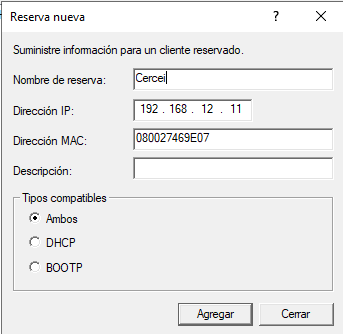 Reserva nueva ? ×
Suministre información para un cliente reservado.
Nombre de reserva: Cercei
Dirección IP: 192 . 168 . 12 . 11
Dirección MAC: 080027469E07
Descripción:
Tipos compatibles
Ambos
DHCP
BOOTP
Agregar Cerrar